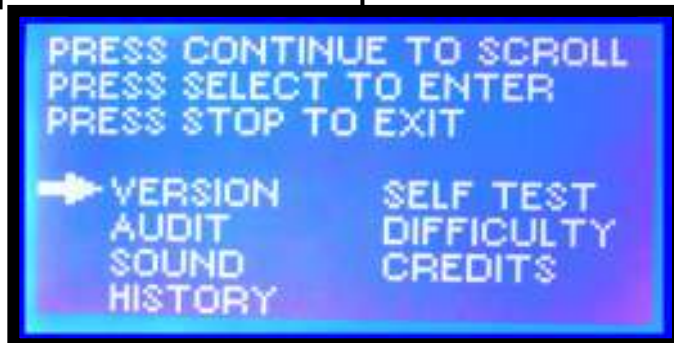 PRESS CONTINUE TO SCROLL
PRESS SELECT TO ENTER
PRESS STOP TO EXIT
VERSION SELF TEST
AUDIT DIFFICULTY
SOUND CREDITS
HISTORY